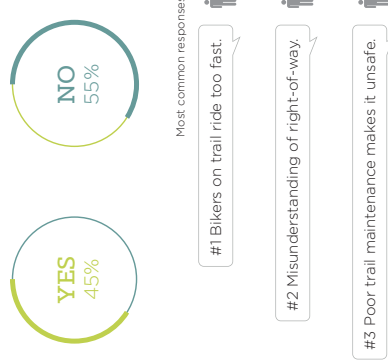 YES
45%
NO
55%
Most common responses
#1 Bikers on trail ride too fast.
#2 Misunderstanding of right-of-way.
#3 Poor trail maintenance makes it unsafe.